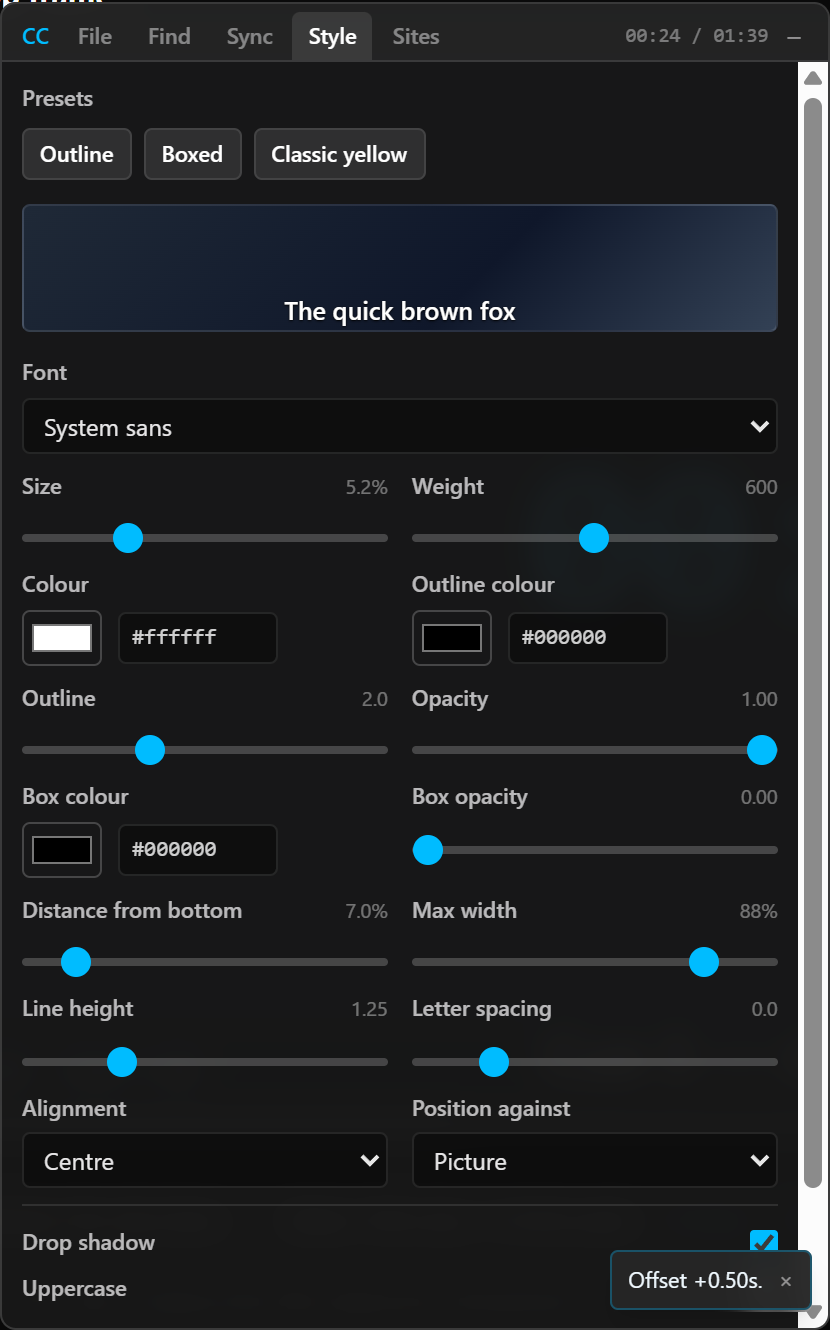 CC File Find Sync Style Sites 00:24 / 01:39 –
Presets
Outline Boxed Classic yellow
The quick brown fox
Font
System sans
Size 5.2% Weight 600
Colour Outline colour
#ffffff #000000
Outline 2.0 Opacity 1.00
Box colour Box opacity 0.00
#000000
Distance from bottom 7.0% Max width 88%
Line height 1.25 Letter spacing 0.0
Alignment Position against
Centre Picture
Drop shadow
Offset +0.50s. ×
Uppercase